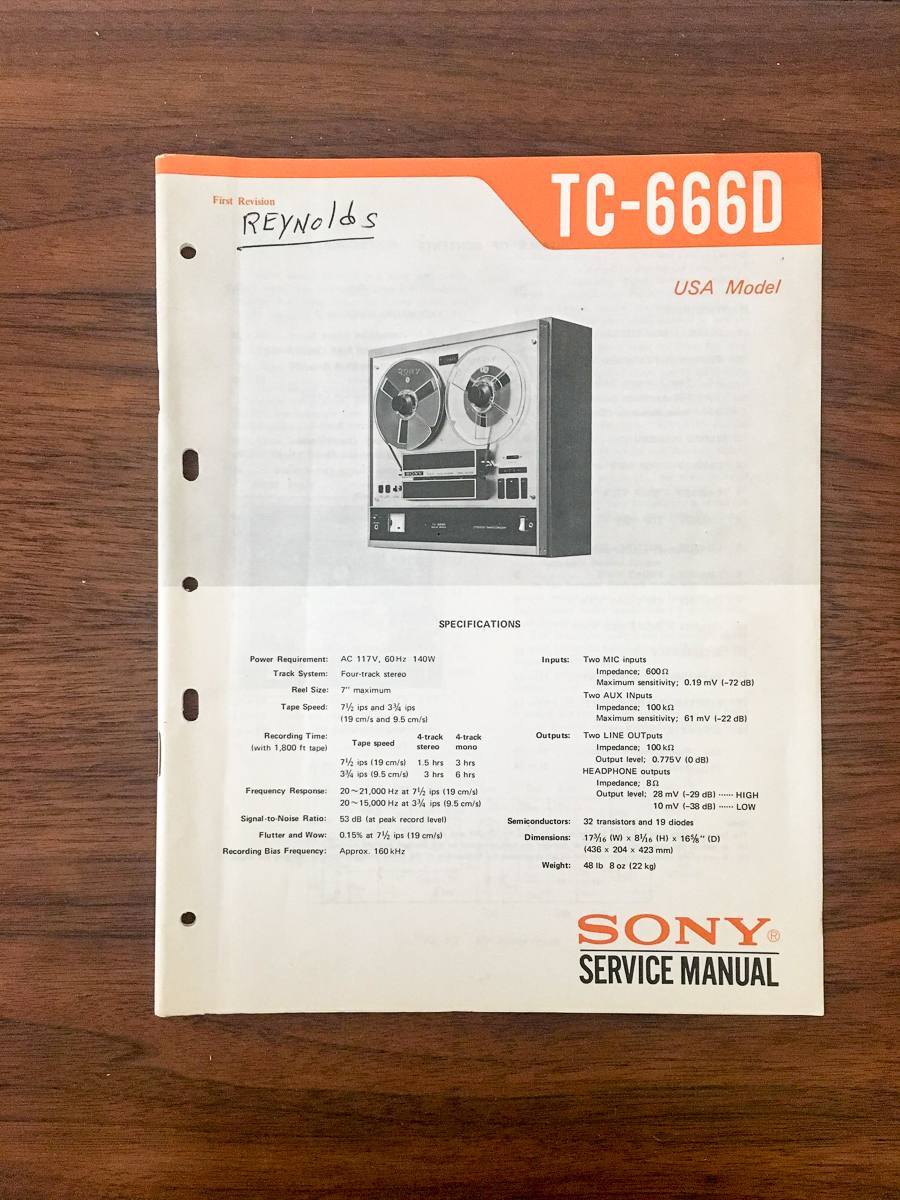 First Revision
REYNOLdS
TC-666D
USA Model
SONY
SONY
SPECIFICATIONS
Power Requirement: AC 117V, 60Hz 140W
Track System: Four-track stereo
Reel Size: 7" maximum
Tape Speed: 7½ ips and 3¾ ips
(19 cm/s and 9.5 cm/s)
Recording Time:
(with 1,800 ft tape)
Tape speed 4-track stereo 4-track mono
7½ ips (19 cm/s) 1.5 hrs 3 hrs
3¾ ips (9.5 cm/s) 3 hrs 6 hrs
Frequency Response: 20~21,000 Hz at 7½ ips (19 cm/s)
20~15,000 Hz at 3¾ ips (9.5 cm/s)
Signal-to-Noise Ratio: 53 dB (at peak record level)
Flutter and Wow: 0.15% at 7½ ips (19 cm/s)
Recording Bias Frequency: Approx. 160 kHz
Inputs: Two MIC inputs
Impedance; 600Ω
Maximum sensitivity; 0.19 mV (−72 dB)
Two AUX INputs
Impedance; 100 kΩ
Maximum sensitivity; 61 mV (−22 dB)
Outputs: Two LINE OUTputs
Impedance; 100 kΩ
Output level; 0.775V (0 dB)
HEADPHONE outputs
Impedance; 8Ω
Output level; 28 mV (−29 dB) ······ HIGH
10 mV (−38 dB) ······ LOW
Semiconductors: 32 transistors and 19 diodes
Dimensions: 17³⁄₁₆ (W) x 8¹⁄₁₆ (H) x 16⅝" (D)
(436 x 204 x 423 mm)
Weight: 48 lb 8 oz (22 kg)
SONY®
SERVICE MANUAL